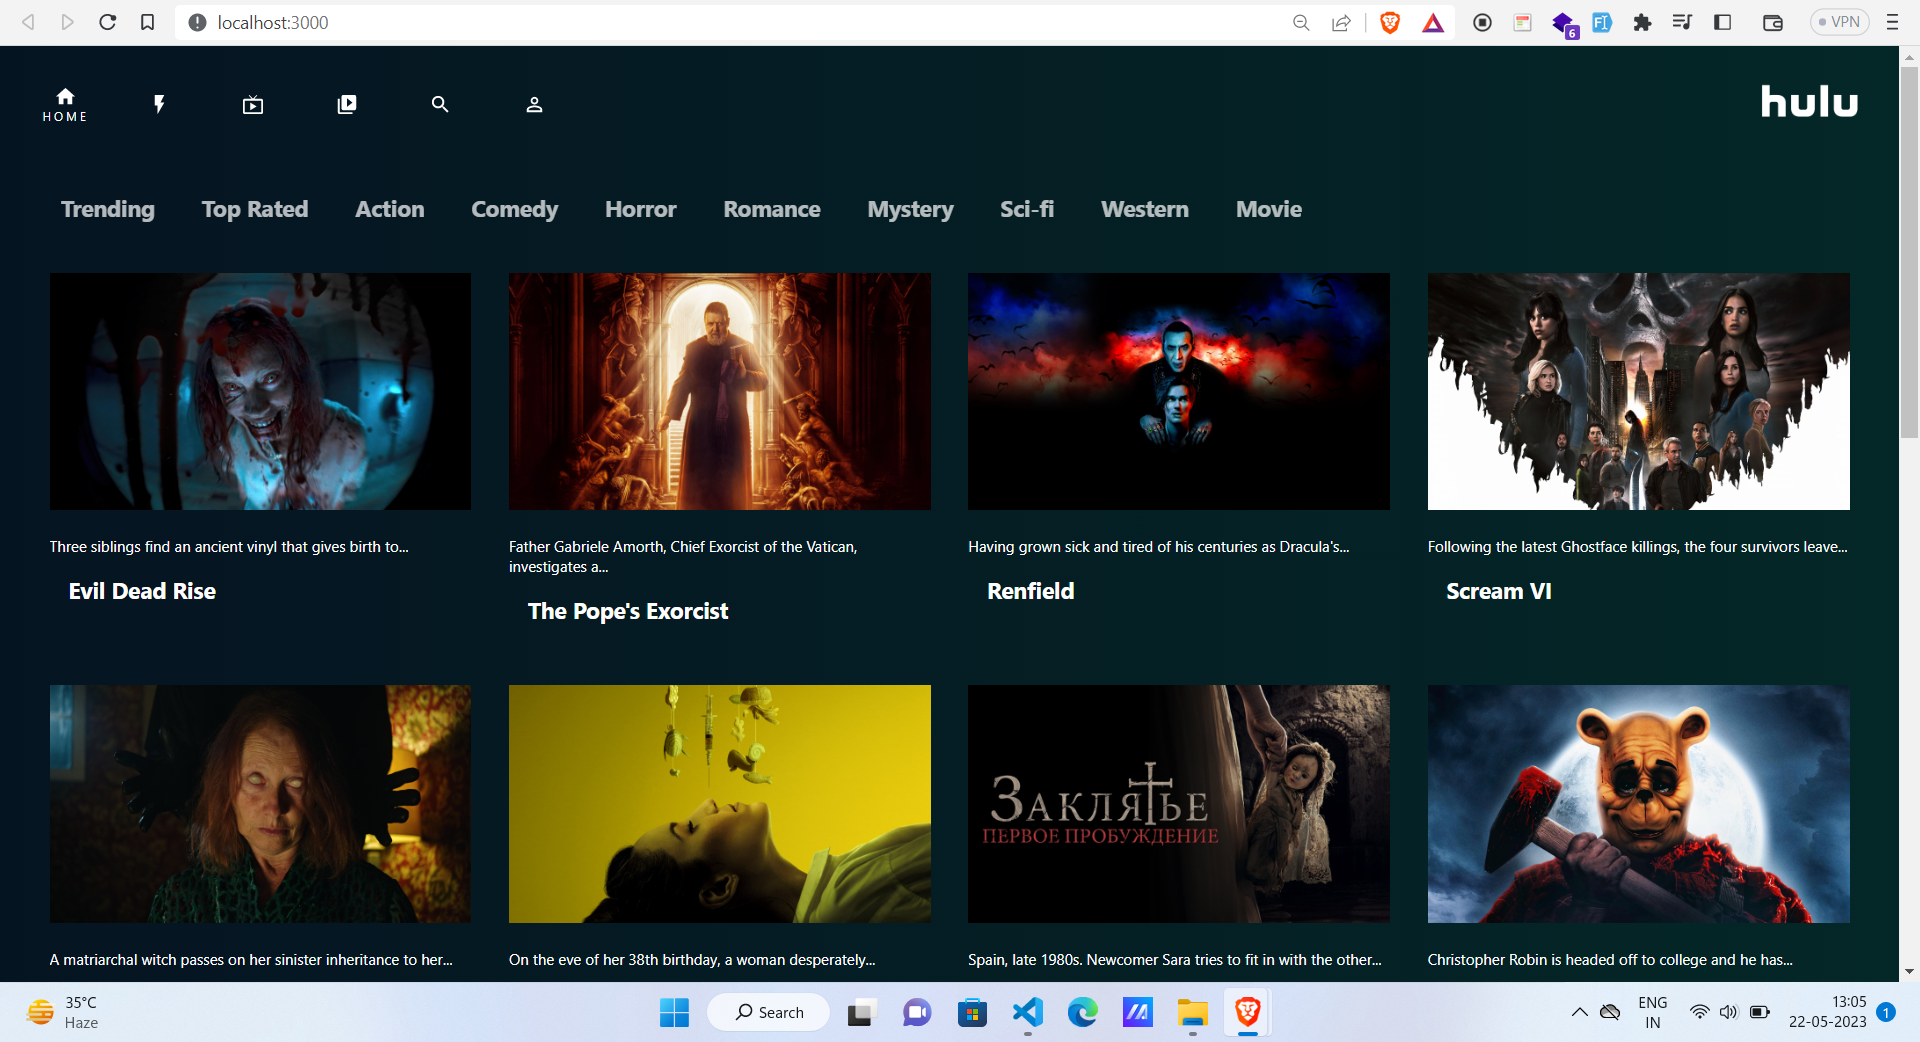 localhost:3000
6
VPN
HOME
hulu
Trending Top Rated Action Comedy Horror Romance Mystery Sci-fi Western Movie
Three siblings find an ancient vinyl that gives birth to...
Evil Dead Rise
Father Gabriele Amorth, Chief Exorcist of the Vatican,
investigates a...
The Pope's Exorcist
Having grown sick and tired of his centuries as Dracula's...
Renfield
Following the latest Ghostface killings, the four survivors leave...
Scream VI
ЗАКЛЯТЬЕ
ПЕРВОЕ ПРОБУЖДЕНИЕ
A matriarchal witch passes on her sinister inheritance to her...
On the eve of her 38th birthday, a woman desperately...
Spain, late 1980s. Newcomer Sara tries to fit in with the other...
Christopher Robin is headed off to college and he has...
35°C
Haze
Search
ENG
IN
13:05
22-05-2023
1